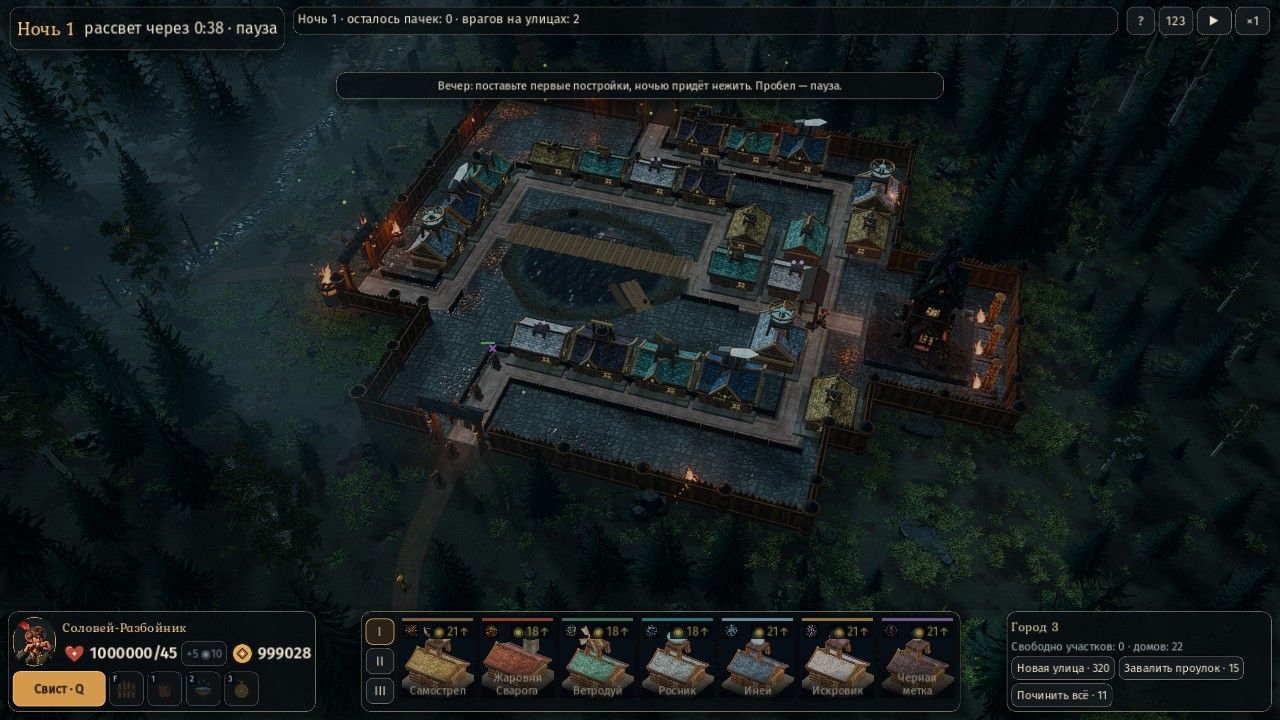 Ночь 1 рассвет через 0:38 · пауза
Ночь 1 · осталось пачек: 0 · врагов на улицах: 2
? 123 ×1
Вечер: поставьте первые постройки, ночью придёт нежить. Пробел — пауза.
Соловей-Разбойник
1000000/45 +5 10 999028
Свист · Q F 1 2 3
I
II
III
21↑ 18↑ 18↑ 18↑ 21↑ 21↑ 21↑
Самострел
Жаровня
Сварога
Ветродуй
Росник
Иней
Искровик
Чёрная
метка
Город 3
Свободно участков: 0 · домов: 22
Новая улица · 320 Завалить проулок · 15
Починить всё · 11